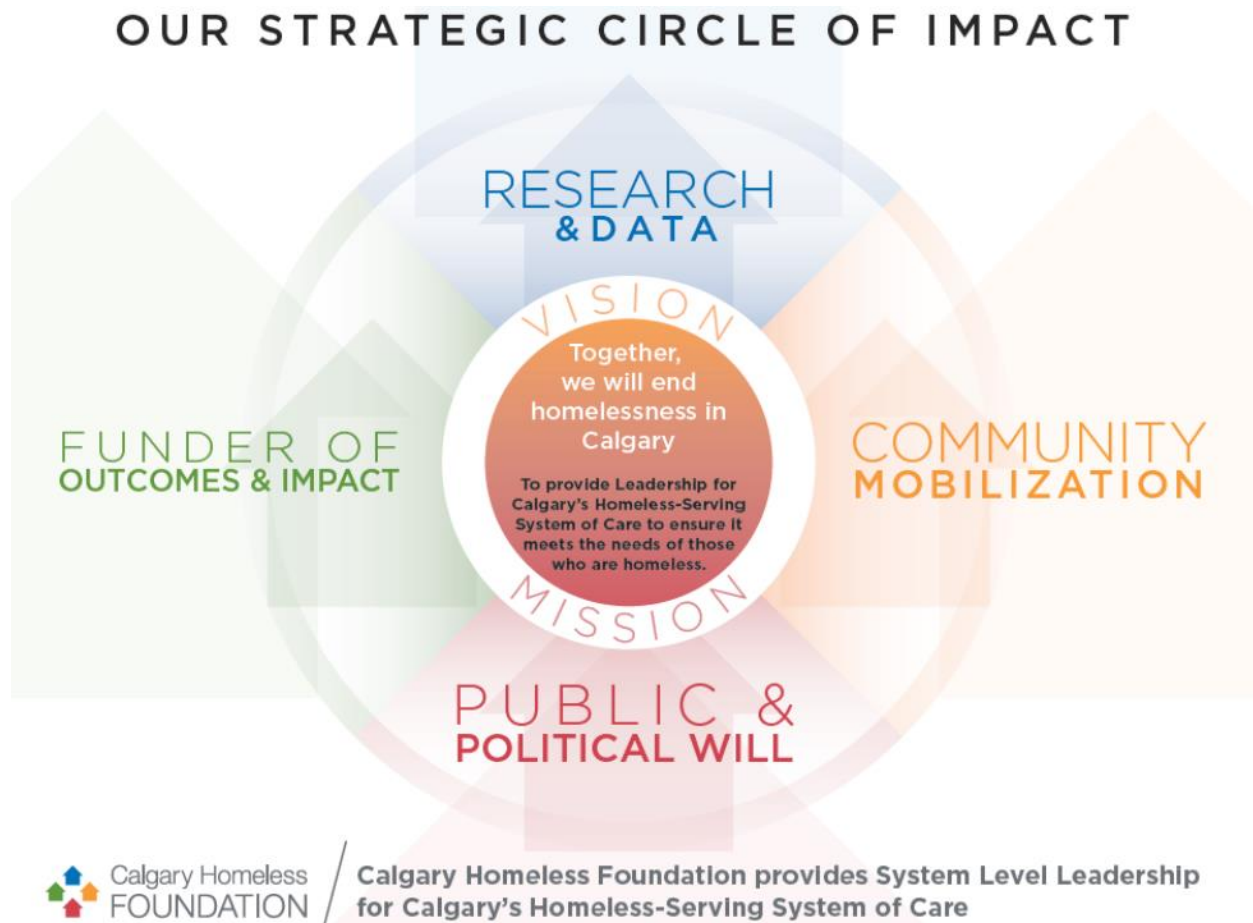 OUR STRATEGIC CIRCLE OF IMPACT
RESEARCH
& DATA
VISION
Together,
we will end
homelessness in
Calgary
To provide Leadership for
Calgary's Homeless-Serving
System of Care to ensure it
meets the needs of those
who are homeless.
MISSION
FUNDER OF
OUTCOMES & IMPACT
COMMUNITY
MOBILIZATION
PUBLIC &
POLITICAL WILL
Calgary Homeless
FOUNDATION
Calgary Homeless Foundation provides System Level Leadership
for Calgary's Homeless-Serving System of Care